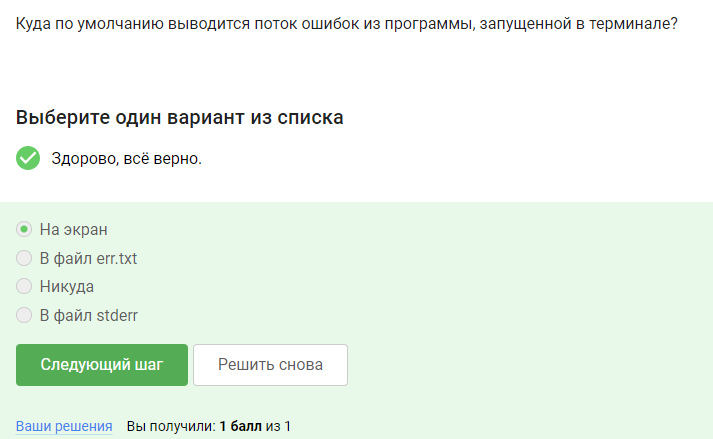 Куда по умолчанию выводится поток ошибок из программы, запущенной в терминале?
Выберите один вариант из списка
Здорово, всё верно.
На экран
В файл err.txt
Никуда
В файл stderr
Следующий шаг
Решить снова
Ваши решения
Вы получили: 1 балл из 1